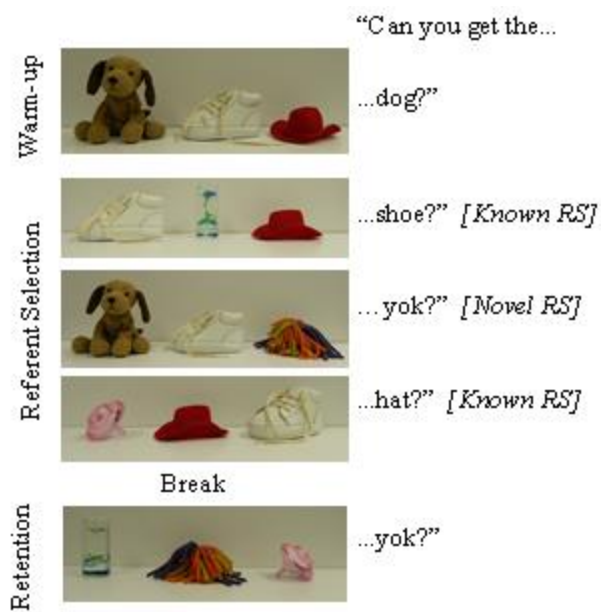 “Can you get the...
Warm-up
...dog?”
Referent Selection
...shoe?” [Known RS]
...yok?” [Novel RS]
...hat?” [Known RS]
Break
Retention
...yok?”